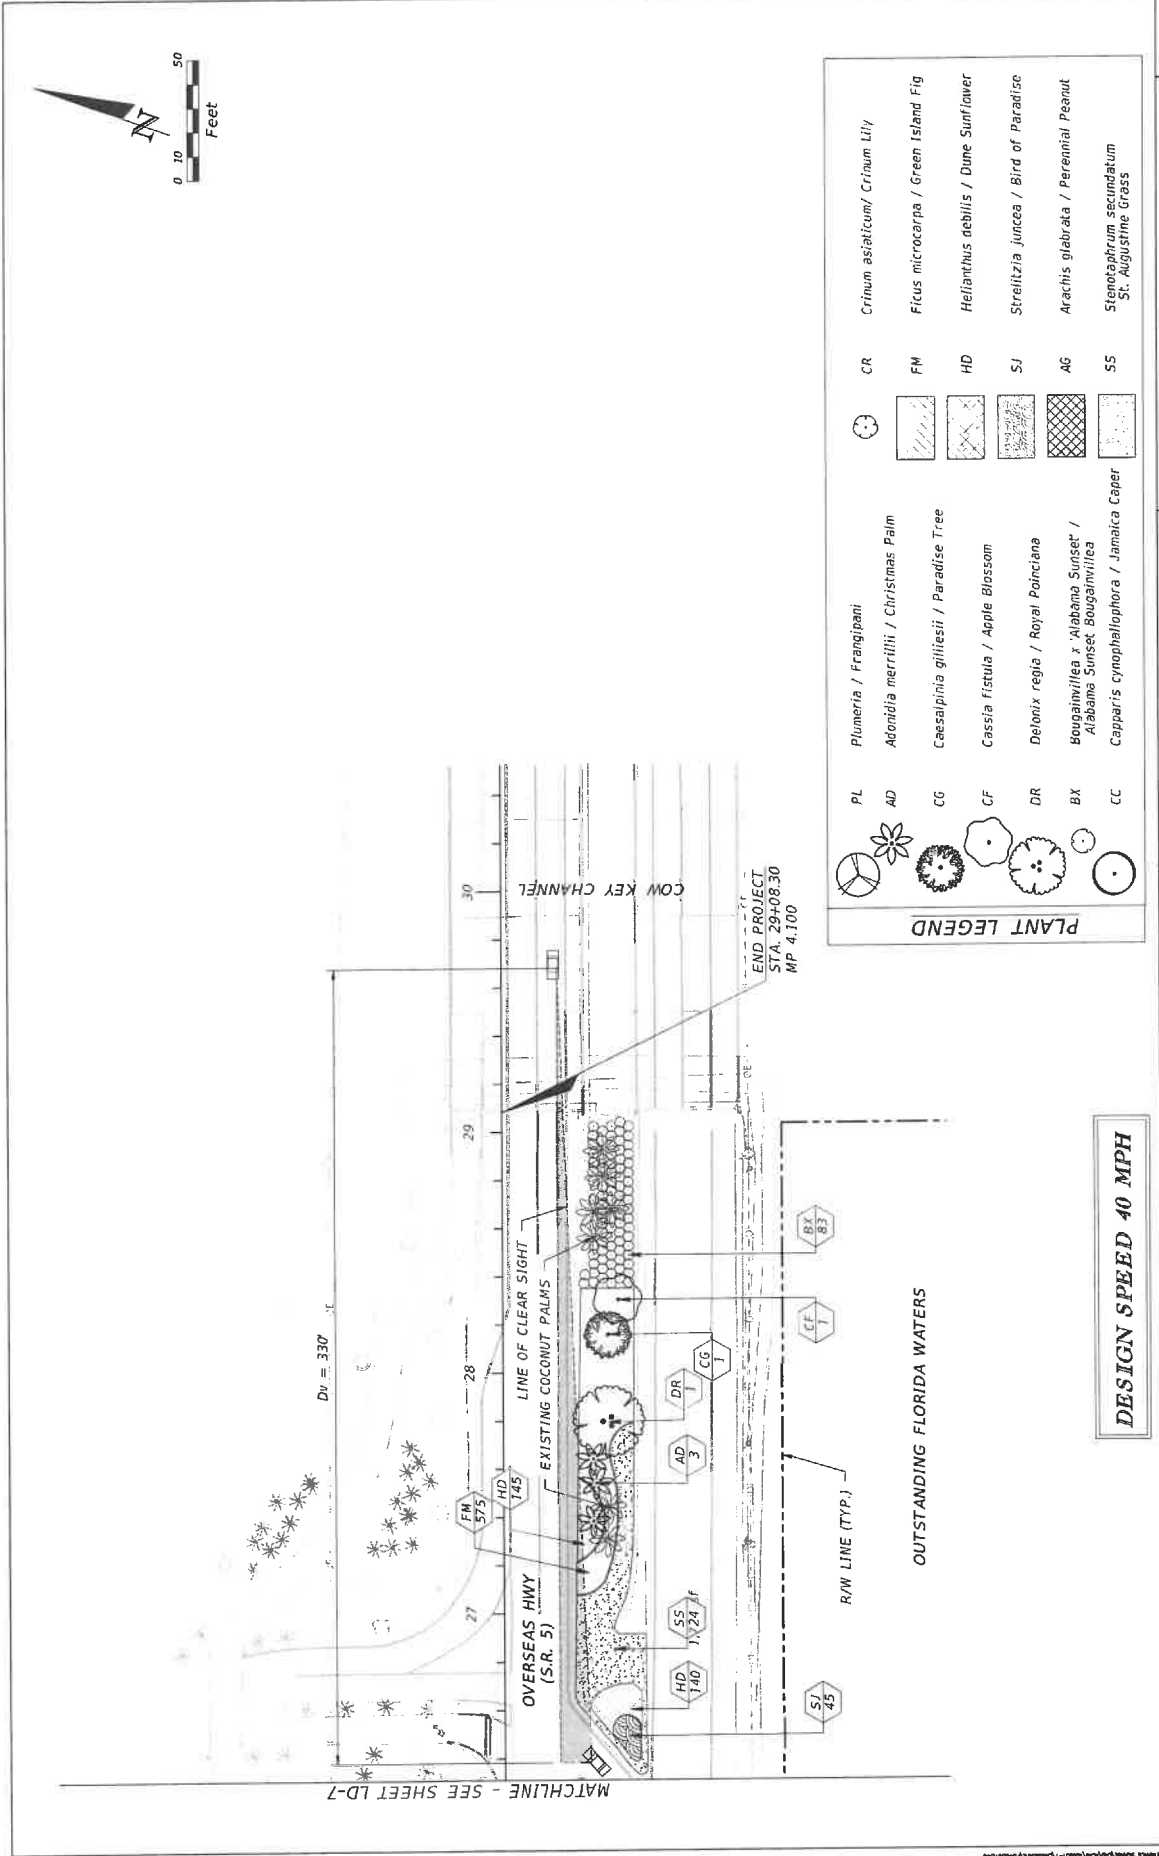 N
0 10 50
Feet
Dv = 330'
28
29
30
27
LINE OF CLEAR SIGHT
EXISTING COCONUT PALMS
COW KEY CHANNEL
FM
575
HD
145
OVERSEAS HWY
(S.R. 5)
END PROJECT
STA. 29+08.30
MP 4.100
MATCHLINE - SEE SHEET LD-7
SS
1,724 sf
HD
140
SJ
45
AD
3
DR
1
CG
1
CF
1
BX
83
R/W LINE (TYP.)
OUTSTANDING FLORIDA WATERS
DESIGN SPEED 40 MPH
PLANT LEGEND
PL Plumeria / Frangipani
AD Adonidia merrillii / Christmas Palm
CG Caesalpinia gilliesii / Paradise Tree
CF Cassia fistula / Apple Blossom
DR Delonix regia / Royal Poinciana
BX Bougainvillea x 'Alabama Sunset' /
Alabama Sunset Bougainvillea
CC Capparis cynophallophora / Jamaica Caper
CR Crinum asiaticum/ Crinum Lily
FM Ficus microcarpa / Green Island Fig
HD Helianthus debilis / Dune Sunflower
SJ Strelitzia juncea / Bird of Paradise
AG Arachis glabrata / Perennial Peanut
SS Stenotaphrum secundatum
St. Augustine Grass